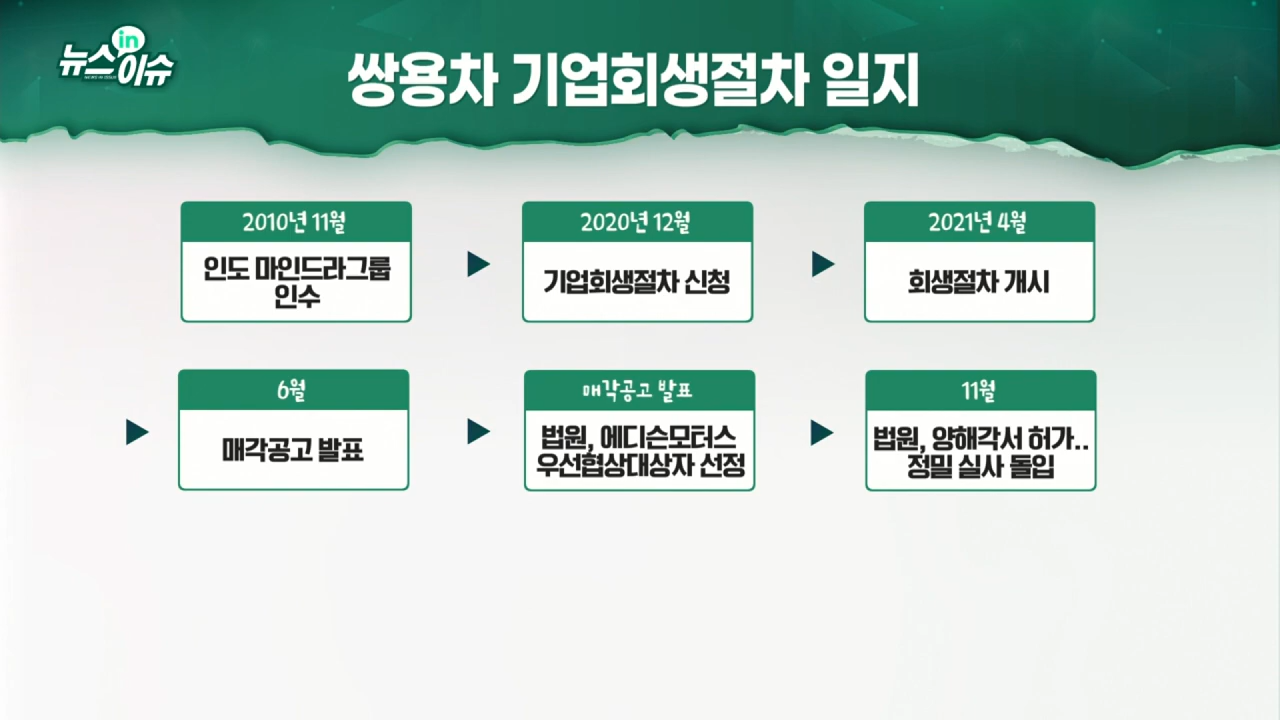 뉴스 in 이슈
쌍용차 기업회생절차 일지
2010년 11월
인도 마인드라그룹
인수
2020년 12월
기업회생절차 신청
2021년 4월
회생절차 개시
6월
매각공고 발표
매각공고 발표
법원, 에디슨모터스
우선협상대상자 선정
11월
법원, 양해각서 허가..
정밀 실사 돌입